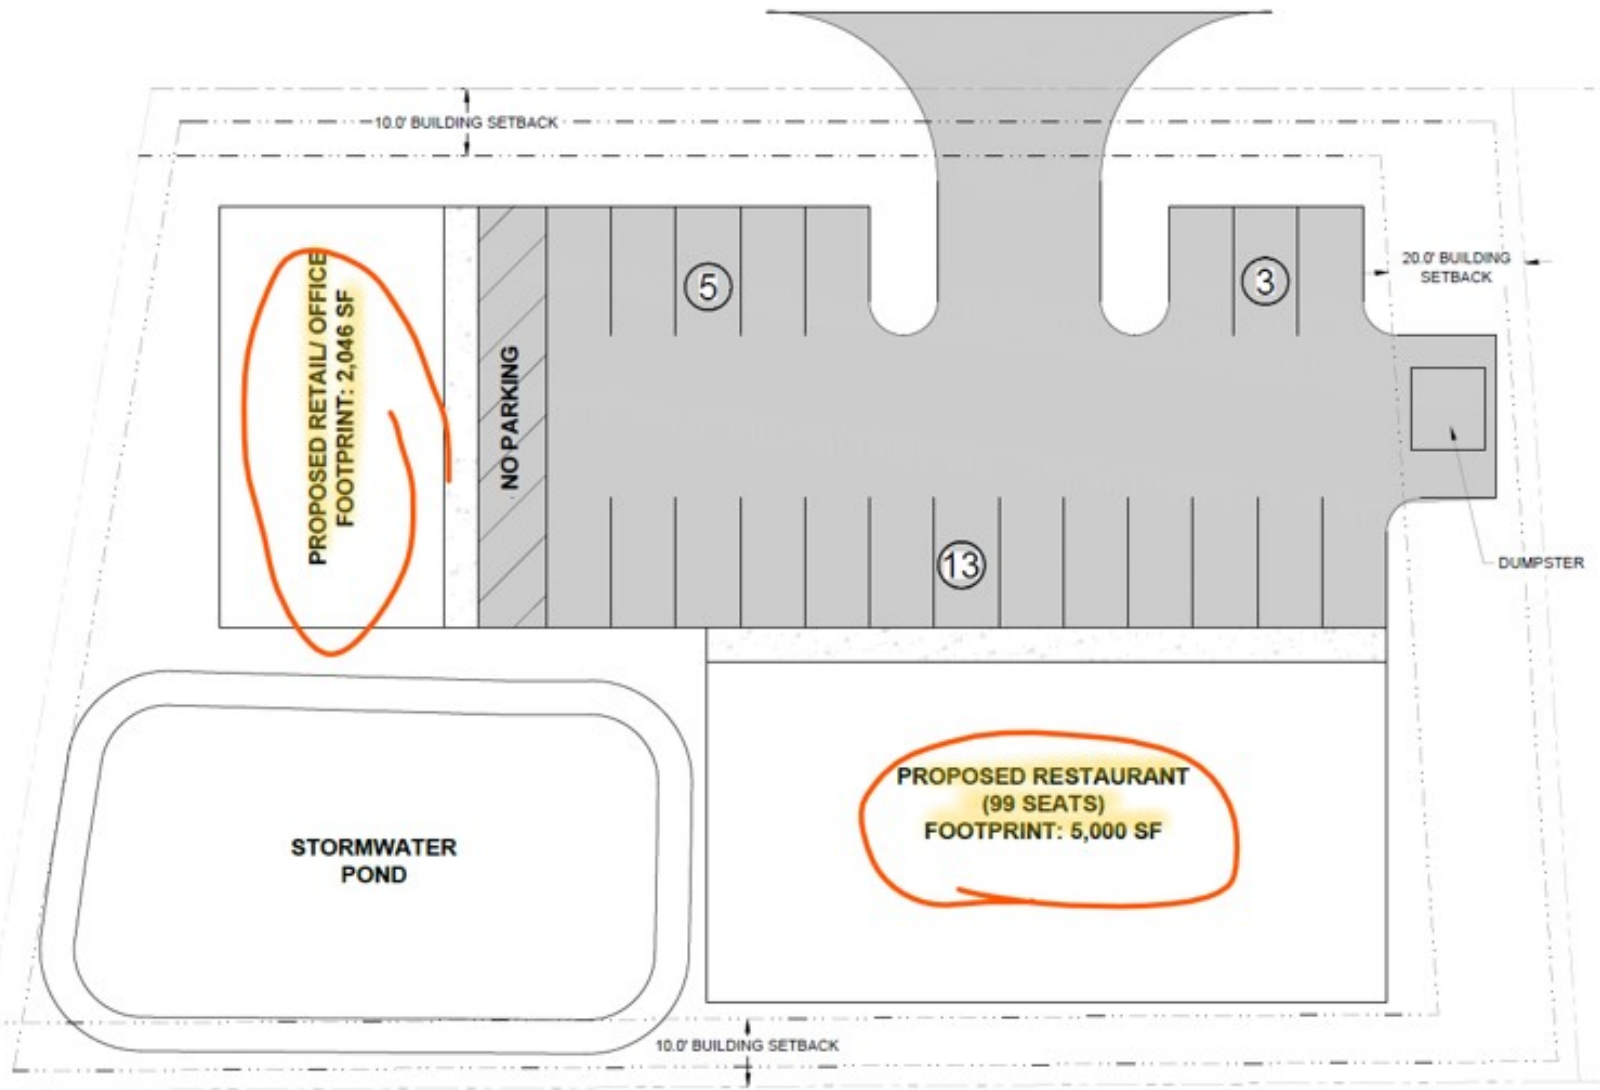 10.0' BUILDING SETBACK
PROPOSED RETAIL/ OFFICE
FOOTPRINT: 2,046 SF
NO PARKING
5
3
20.0' BUILDING
SETBACK
13
DUMPSTER
PROPOSED RESTAURANT
(99 SEATS)
FOOTPRINT: 5,000 SF
STORMWATER
POND
10.0' BUILDING SETBACK